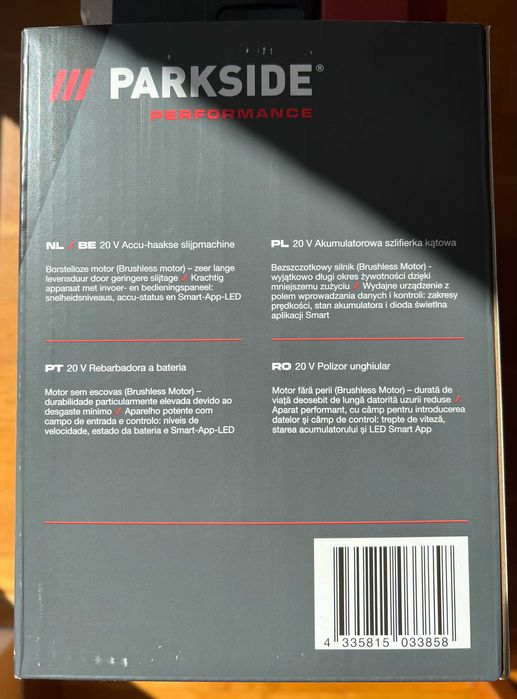 PARKSIDE®
PERFORMANCE
NL / BE 20 V Accu-haakse slijpmachine
Borstelloze motor (Brushless motor) – zeer lange
levensduur door geringere slijtage / Krachtig
apparaat met invoer- en bedieningspaneel:
snelheidsniveaus, accu-status en Smart-App-LED
PL 20 V Akumulatorowa szlifierka kątowa
Bezszczotkowy silnik (Brushless Motor) -
wyjątkowo długi okres żywotności dzięki
mniejszemu zużyciu / Wydajne urządzenie z
polem wprowadzania danych i kontroli: zakresy
prędkości, stan akumulatora i dioda świetlna
aplikacji Smart
PT 20 V Rebarbadora a bateria
Motor sem escovas (Brushless Motor) –
durabilidade particularmente elevada devido ao
desgaste mínimo / Aparelho potente com
campo de entrada e controlo: níveis de
velocidade, estado da bateria e Smart-App-LED
RO 20 V Polizor unghiular
Motor fără perii (Brushless Motor) – durată de
viață deosebit de lungă datorită uzurii reduse /
Aparat performant, cu câmp pentru introducerea
datelor și câmp de control: trepte de viteză,
starea acumulatorului și LED Smart App
4 335815 033858